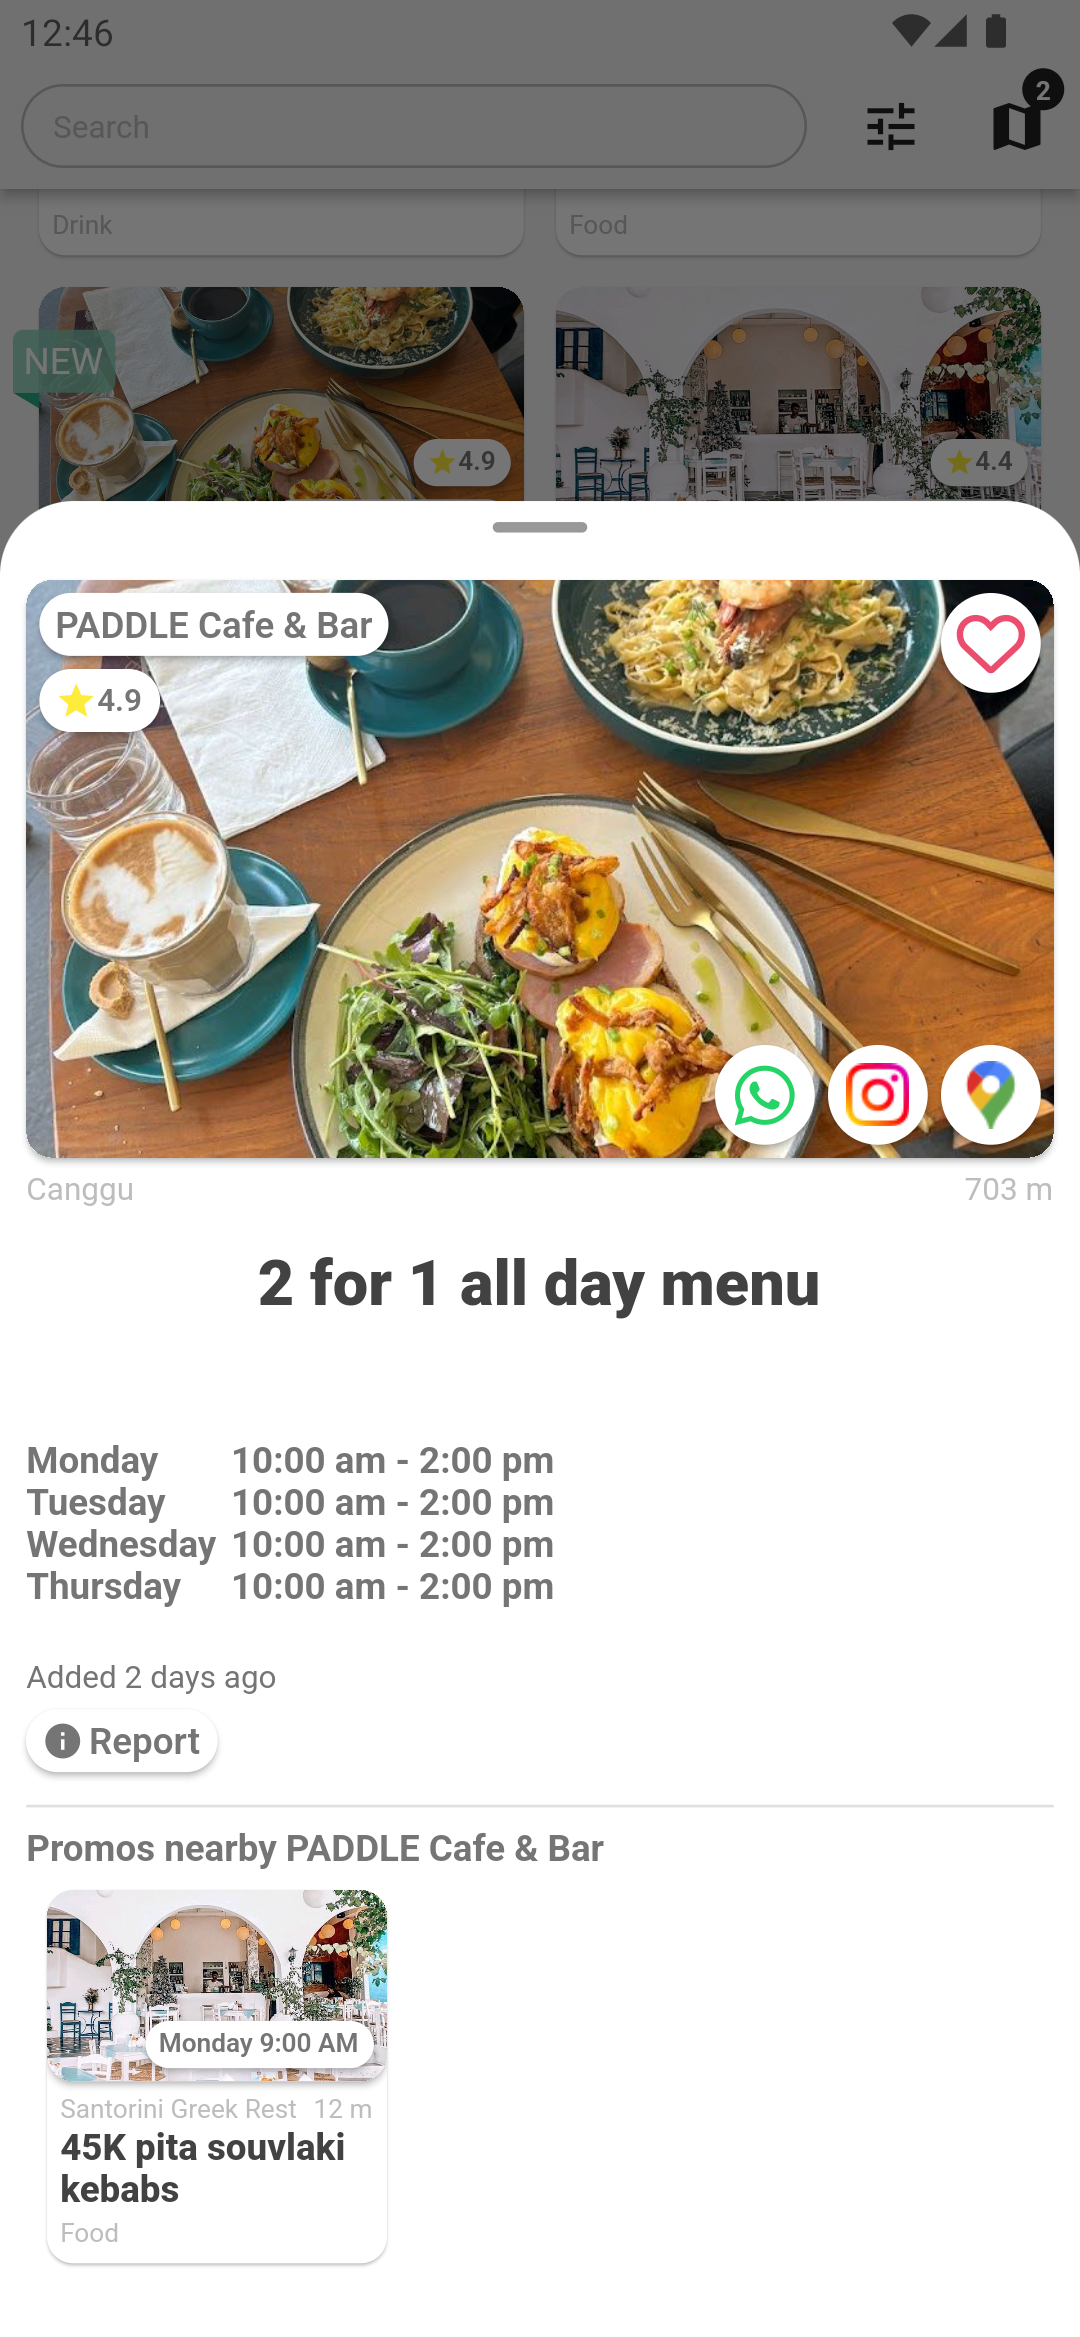 12:46
Search
2
Drink
Food
NEW
4.9
4.4
PADDLE Cafe & Bar
4.9
Canggu
703 m
2 for 1 all day menu
Monday 10:00 am - 2:00 pm
Tuesday 10:00 am - 2:00 pm
Wednesday 10:00 am - 2:00 pm
Thursday 10:00 am - 2:00 pm
Added 2 days ago
Report
Promos nearby PADDLE Cafe & Bar
Monday 9:00 AM
Santorini Greek Rest 12 m
45K pita souvlaki
kebabs
Food